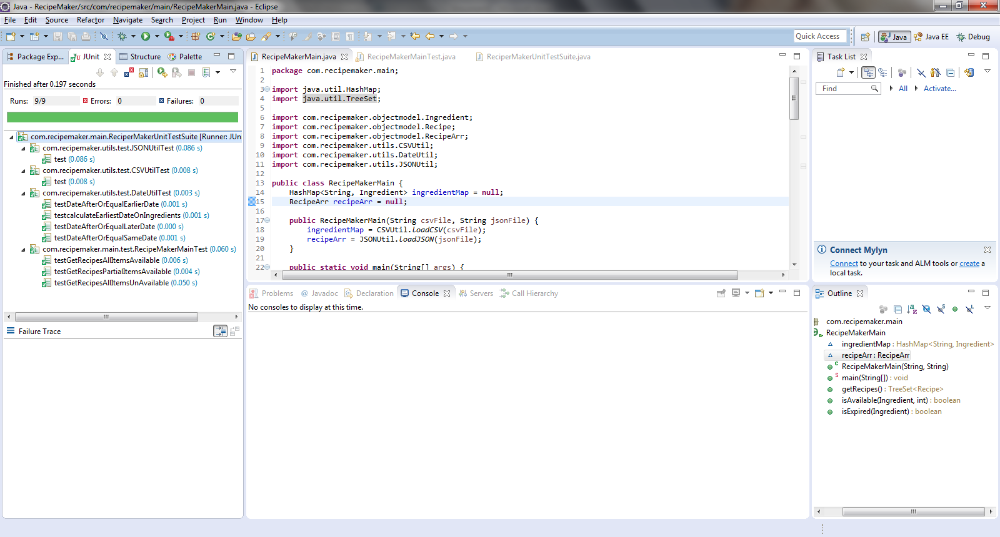 Java - RecipeMaker/src/com/recipemaker/main/RecipeMakerMain.java - Eclipse
File Edit Source Refactor Navigate Search Project Run Window Help
Quick Access Java Java EE Debug
Package Exp... JUnit Structure Palette
Finished after 0.197 seconds
Runs: 9/9 Errors: 0 Failures: 0
com.recipemaker.main.ReciperMakerUnitTestSuite [Runner: JUn
com.recipemaker.utils.test.JSONUtilTest (0.086 s)
test (0.086 s)
com.recipemaker.utils.test.CSVUtilTest (0.008 s)
test (0.008 s)
com.recipemaker.utils.test.DateUtilTest (0.003 s)
testDateAfterOrEqualEarlierDate (0.001 s)
testcalculateEarliestDateOnIngredients (0.001 s)
testDateAfterOrEqualLaterDate (0.000 s)
testDateAfterOrEqualSameDate (0.001 s)
com.recipemaker.main.test.RecipeMakerMainTest (0.060 s)
testGetRecipesAllItemsAvailable (0.006 s)
testGetRecipesPartialItemsAvailable (0.004 s)
testGetRecipesAllItemsUnAvailable (0.050 s)
Failure Trace
RecipeMakerMain.java RecipeMakerMainTest.java ReciperMakerUnitTestSuite.java
1 package com.recipemaker.main;
2
3 import java.util.HashMap;
4 import java.util.TreeSet;
5
6 import com.recipemaker.objectmodel.Ingredient;
7 import com.recipemaker.objectmodel.Recipe;
8 import com.recipemaker.objectmodel.RecipeArr;
9 import com.recipemaker.utils.CSVUtil;
10 import com.recipemaker.utils.DateUtil;
11 import com.recipemaker.utils.JSONUtil;
12
13 public class RecipeMakerMain {
14 HashMap<String, Ingredient> ingredientMap = null;
15 RecipeArr recipeArr = null;
16
17 public RecipeMakerMain(String csvFile, String jsonFile) {
18 ingredientMap = CSVUtil.loadCSV(csvFile);
19 recipeArr = JSONUtil.loadJSON(jsonFile);
20 }
21
22 public static void main(String[] args) {
Problems Javadoc Declaration Console Servers Call Hierarchy
No consoles to display at this time.
Task List
Find All Activate...
Connect Mylyn
Connect to your task and ALM tools or create a
local task.
Outline
com.recipemaker.main
RecipeMakerMain
ingredientMap : HashMap<String, Ingredient>
recipeArr : RecipeArr
RecipeMakerMain(String, String)
main(String[]) : void
getRecipes() : TreeSet<Recipe>
isAvailable(Ingredient, int) : boolean
isExpired(Ingredient) : boolean